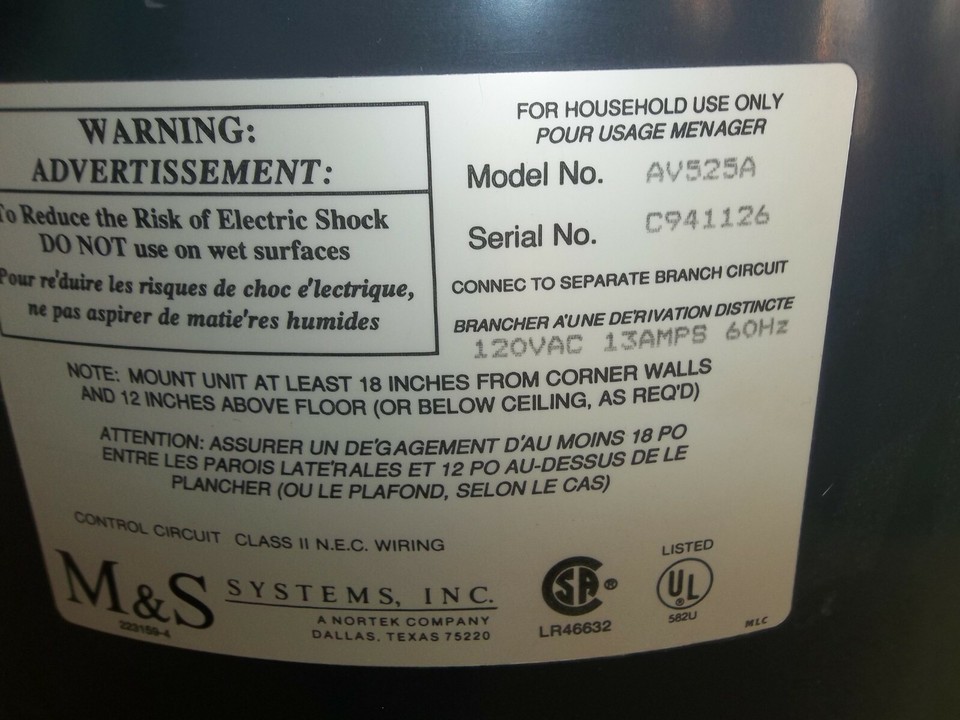 WARNING:
ADVERTISSEMENT:
To Reduce the Risk of Electric Shock
DO NOT use on wet surfaces
Pour re'duire les risques de choc e'lectrique,
ne pas aspirer de matie'res humides
FOR HOUSEHOLD USE ONLY
POUR USAGE ME'NAGER
Model No. AV525A
Serial No. C941126
CONNEC TO SEPARATE BRANCH CIRCUIT
BRANCHER A'UNE DE'RIVATION DISTINCTE
120VAC 13AMPS 60Hz
NOTE: MOUNT UNIT AT LEAST 18 INCHES FROM CORNER WALLS
AND 12 INCHES ABOVE FLOOR (OR BELOW CEILING, AS REQ'D)
ATTENTION: ASSURER UN DE'GAGEMENT D'AU MOINS 18 PO
ENTRE LES PAROIS LATE'RALES ET 12 PO AU-DESSUS DE LE
PLANCHER (OU LE PLAFOND, SELON LE CAS)
CONTROL CIRCUIT CLASS II N.E.C. WIRING
M&S SYSTEMS, INC.
A NORTEK COMPANY
DALLAS, TEXAS 75220
223159-4
SA ®
LR46632
LISTED
UL ®
582U
MLC